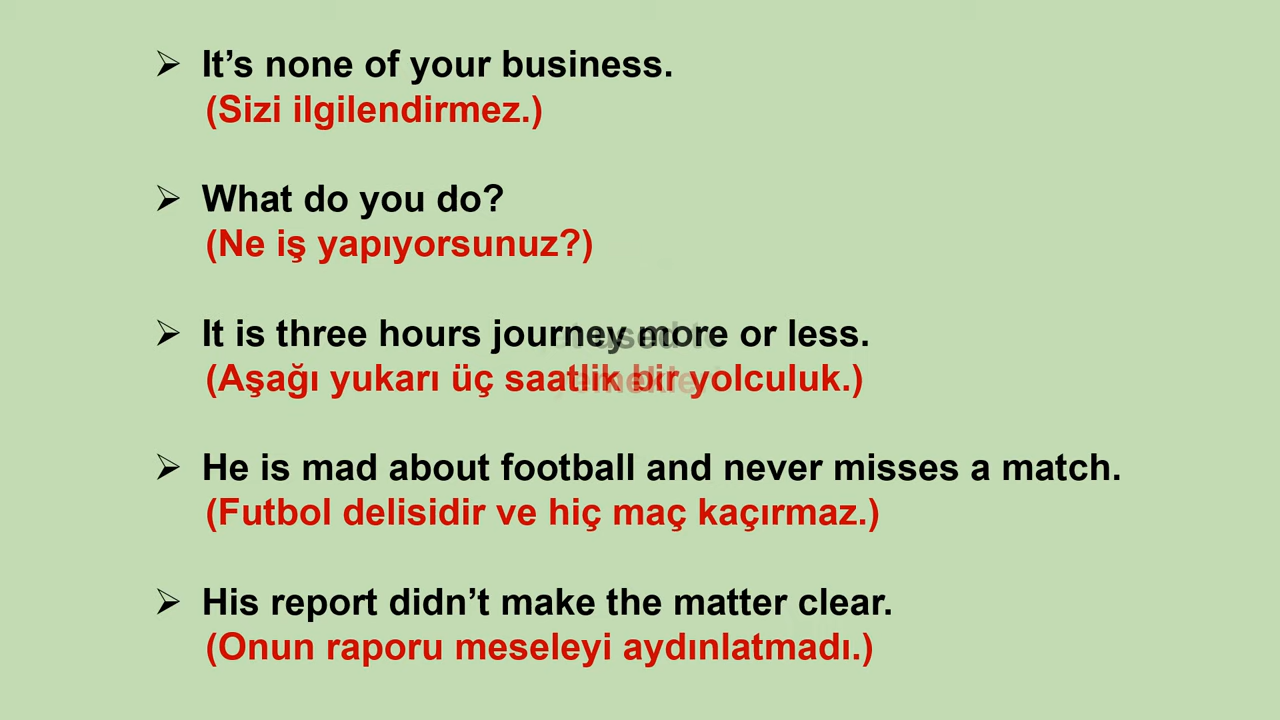 ➢ It’s none of your business.
(Sizi ilgilendirmez.)
➢ What do you do?
(Ne iş yapıyorsunuz?)
➢ It is three hours journey more or less.
(Aşağı yukarı üç saatlik bir yolculuk.)
➢ He is mad about football and never misses a match.
(Futbol delisidir ve hiç maç kaçırmaz.)
➢ His report didn’t make the matter clear.
(Onun raporu meseleyi aydınlatmadı.)